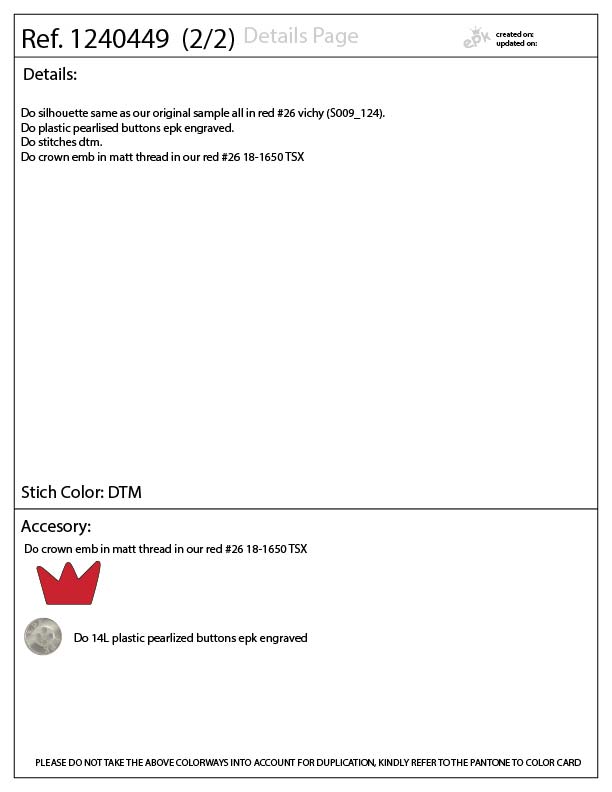 Ref. 1240449 (2/2) Details Page
epk
created on:
updated on:
Details:
Do silhouette same as our original sample all in red #26 vichy (S009_124).
Do plastic pearlised buttons epk engraved.
Do stitches dtm.
Do crown emb in matt thread in our red #26 18-1650 TSX
Stich Color: DTM
Accesory:
Do crown emb in matt thread in our red #26 18-1650 TSX
Do 14L plastic pearlized buttons epk engraved
PLEASE DO NOT TAKE THE ABOVE COLORWAYS INTO ACCOUNT FOR DUPLICATION, KINDLY REFER TO THE PANTONE TO COLOR CARD